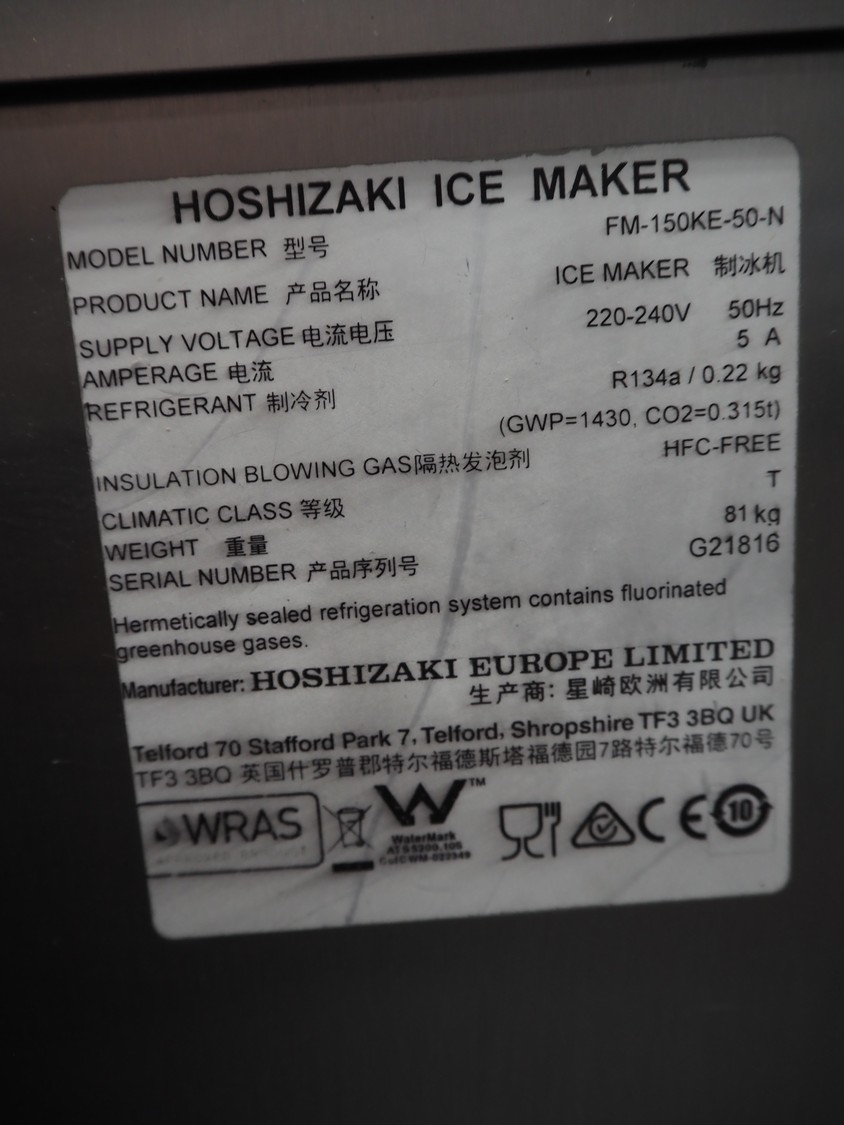 HOSHIZAKI ICE MAKER
MODEL NUMBER 型号 FM-150KE-50-N
PRODUCT NAME 产品名称 ICE MAKER 制冰机
SUPPLY VOLTAGE 电流电压 220-240V 50Hz
AMPERAGE 电流 5 A
REFRIGERANT 制冷剂 R134a / 0.22 kg
(GWP=1430, CO2=0.315t)
INSULATION BLOWING GAS隔热发泡剂 HFC-FREE
CLIMATIC CLASS 等级 T
WEIGHT 重量 81 kg
SERIAL NUMBER 产品序列号 G21816
Hermetically sealed refrigeration system contains fluorinated
greenhouse gases.
Manufacturer: HOSHIZAKI EUROPE LIMITED
生产商: 星崎欧洲有限公司
Telford 70 Stafford Park 7, Telford, Shropshire TF3 3BQ UK
TF3 3BQ 英国什罗普郡特尔福德斯塔福德园7路特尔福德70号
WRAS
W™
WaterMark
ATS5200.105
CE 10